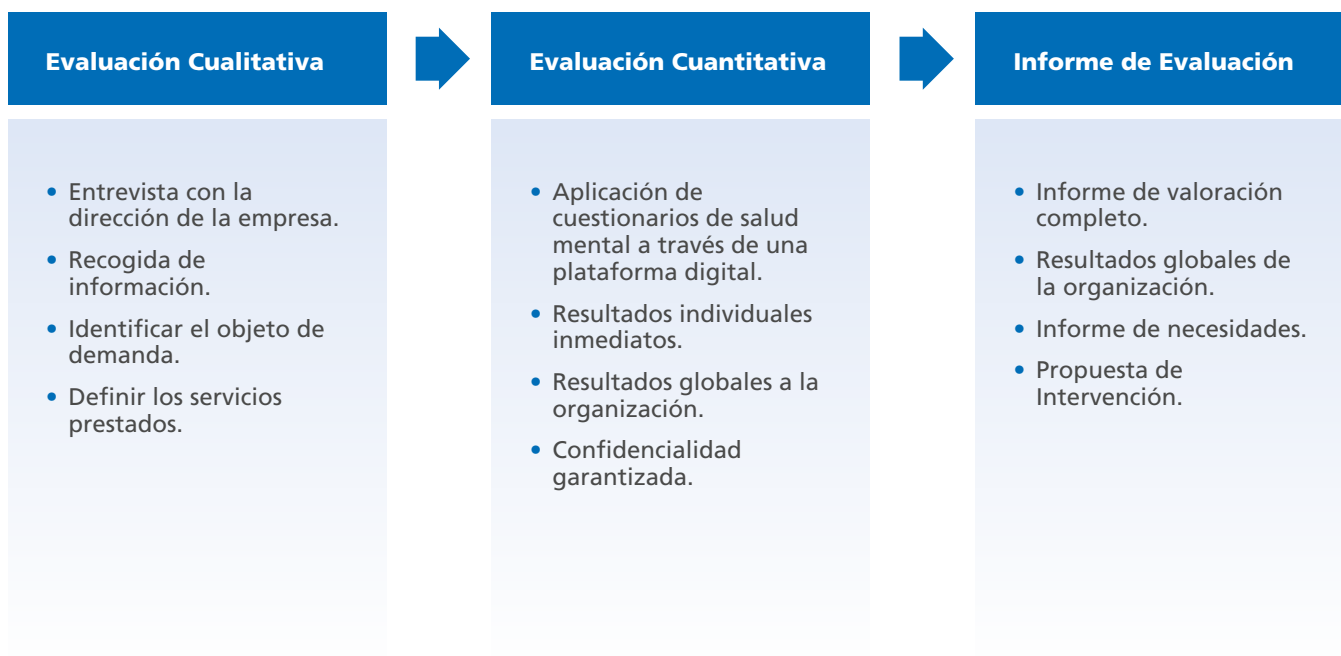 Evaluación Cualitativa
• Entrevista con la
dirección de la empresa.
• Recogida de
información.
• Identificar el objeto de
demanda.
• Definir los servicios
prestados.
Evaluación Cuantitativa
• Aplicación de
cuestionarios de salud
mental a través de una
plataforma digital.
• Resultados individuales
inmediatos.
• Resultados globales a la
organización.
• Confidencialidad
garantizada.
Informe de Evaluación
• Informe de valoración
completo.
• Resultados globales de
la organización.
• Informe de necesidades.
• Propuesta de
Intervención.